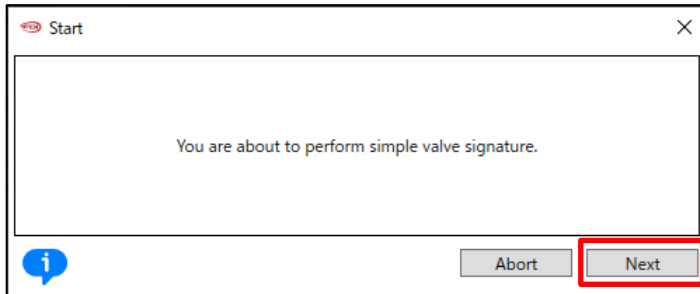 Start
You are about to perform simple valve signature.
Abort
Next